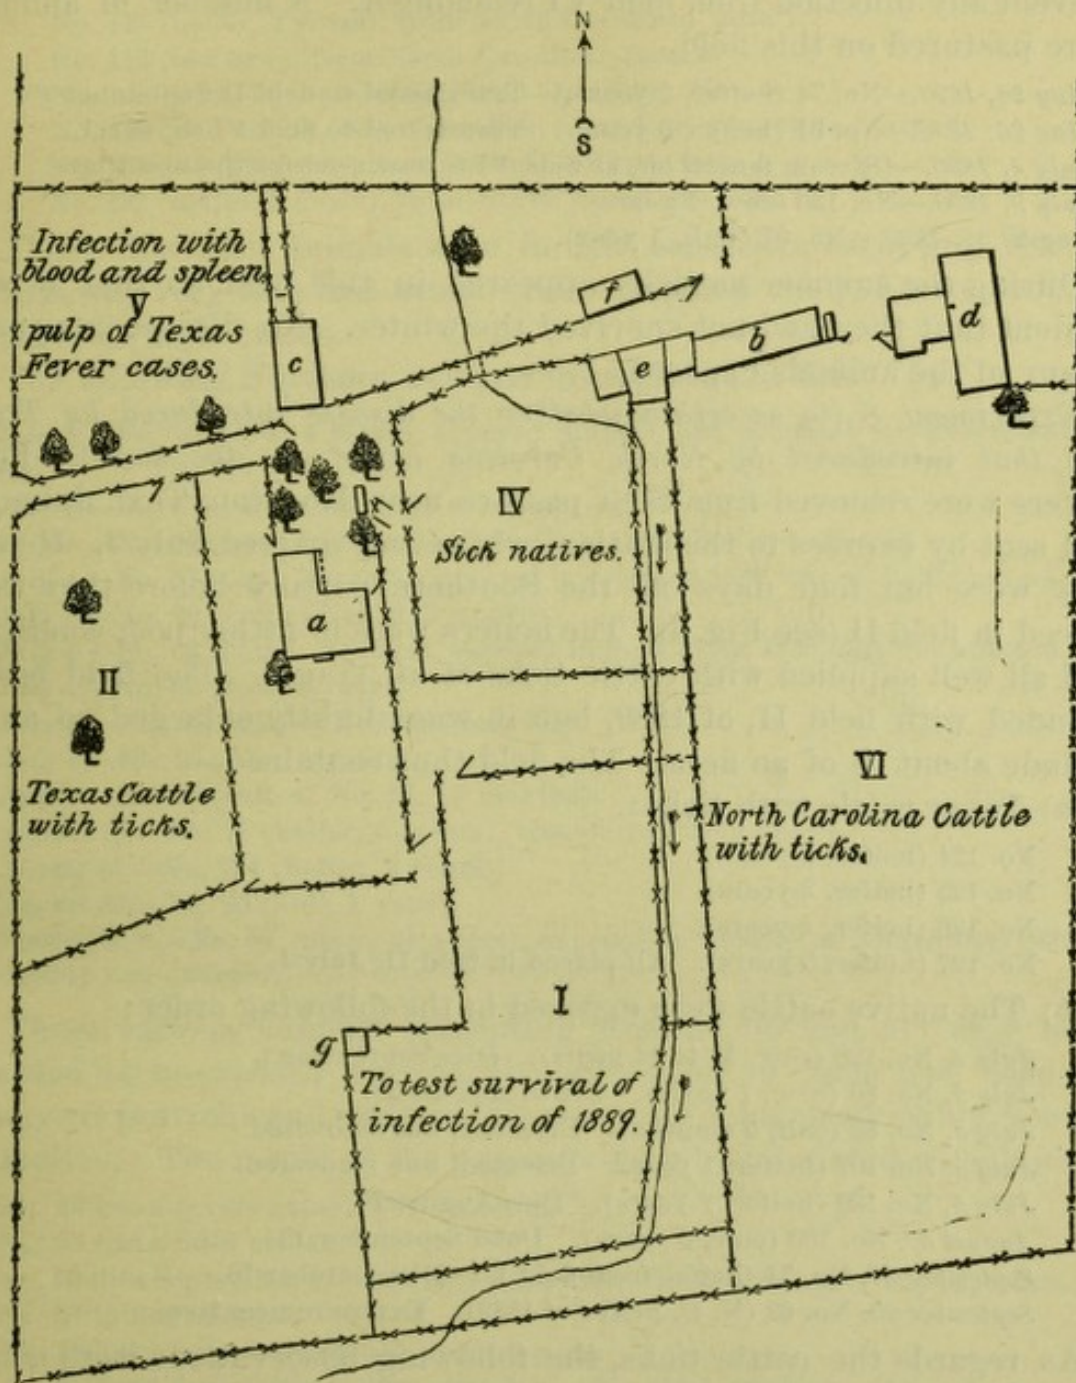 N
S
Infection with
blood and spleen
V
pulp of Texas
Fever cases.
c
f
b
e
d
IV
Sick natives.
a
II
Texas Cattle
with ticks.
VI
North Carolina Cattle
with ticks.
I
g
To test survival of
infection of 1889.